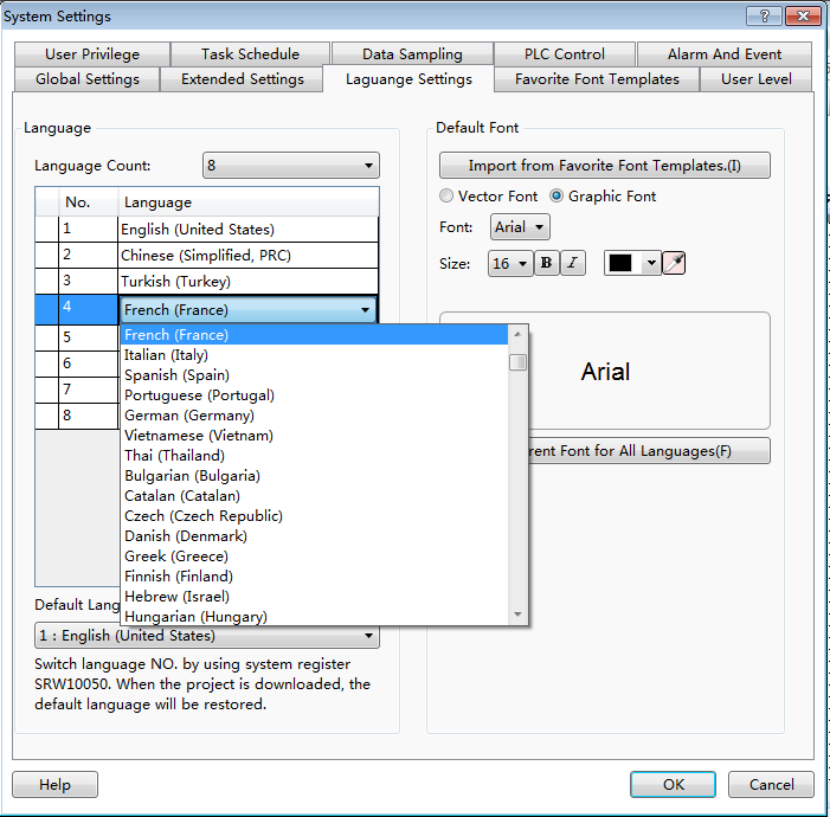 System Settings
User Privilege Task Schedule Data Sampling PLC Control Alarm And Event
Global Settings Extended Settings Laguange Settings Favorite Font Templates User Level
Language
Language Count: 8
No. Language
1 English (United States)
2 Chinese (Simplified, PRC)
3 Turkish (Turkey)
4 French (France)
5
6
7
8
French (France)
Italian (Italy)
Spanish (Spain)
Portuguese (Portugal)
German (Germany)
Vietnamese (Vietnam)
Thai (Thailand)
Bulgarian (Bulgaria)
Catalan (Catalan)
Czech (Czech Republic)
Danish (Denmark)
Greek (Greece)
Finnish (Finland)
Hebrew (Israel)
Hungarian (Hungary)
Default Lang
1 : English (United States)
Switch language NO. by using system register
SRW10050. When the project is downloaded, the
default language will be restored.
Default Font
Import from Favorite Font Templates.(I)
Vector Font Graphic Font
Font: Arial
Size: 16 B I
Arial
rent Font for All Languages(F)
Help OK Cancel